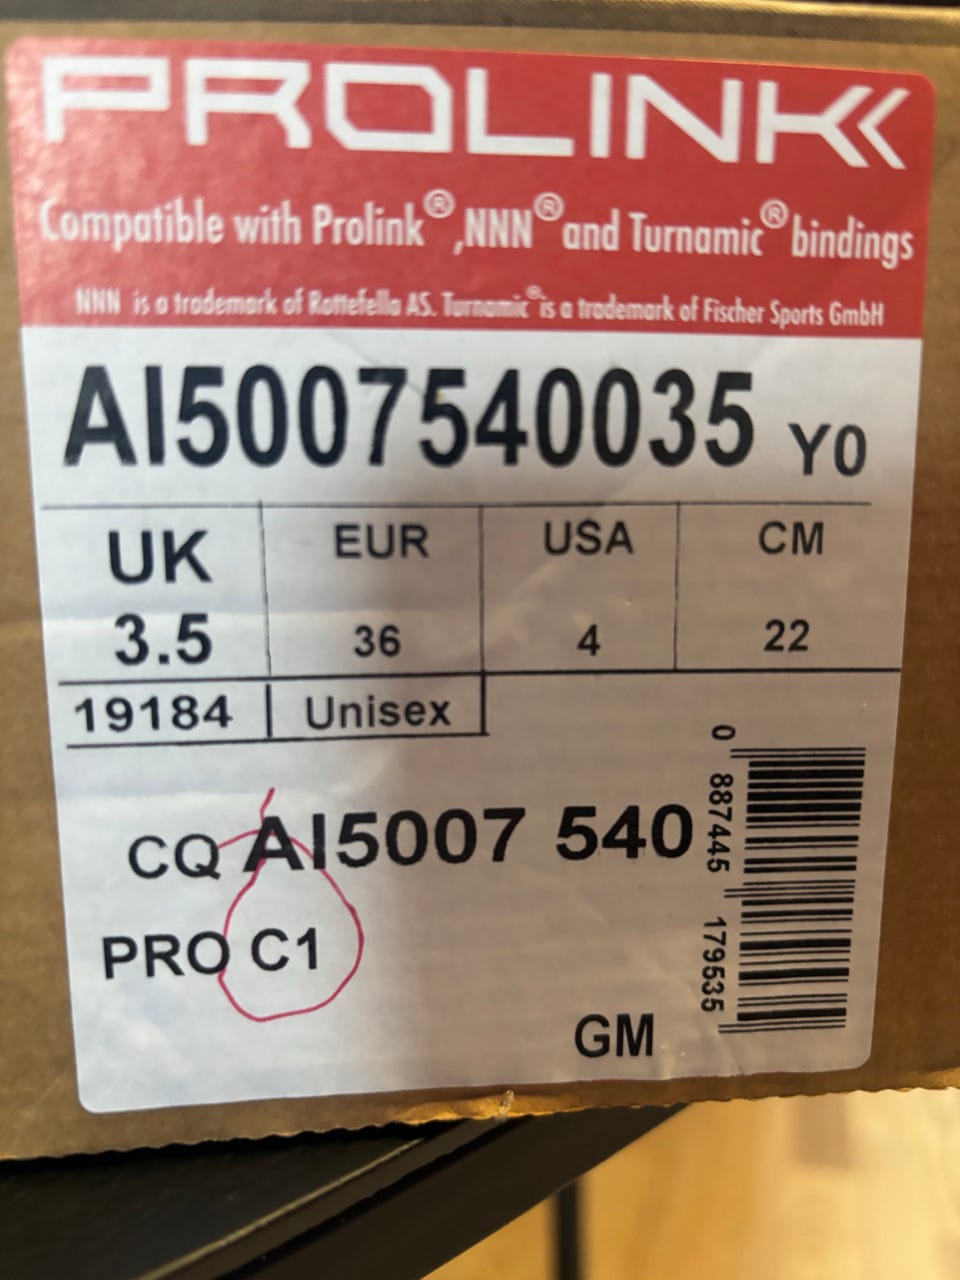 PROLINK
Compatible with Prolink®, NNN® and Turnamic® bindings
NNN is a trademark of Rottefella AS. Turnamic® is a trademark of Fischer Sports GmbH
AI5007540035 Y0
UK EUR USA CM
3.5 36 4 22
19184 Unisex
CQ AI5007 540
PRO C1
GM
0 887445 179535